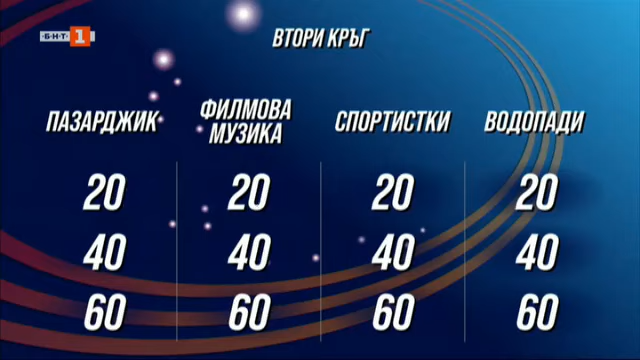 БНТ 1
ВТОРИ КРЪГ
ПАЗАРДЖИК
ФИЛМОВА
МУЗИКА
СПОРТИСТКИ
ВОДОПАДИ
20 20 20 20
40 40 40 40
60 60 60 60